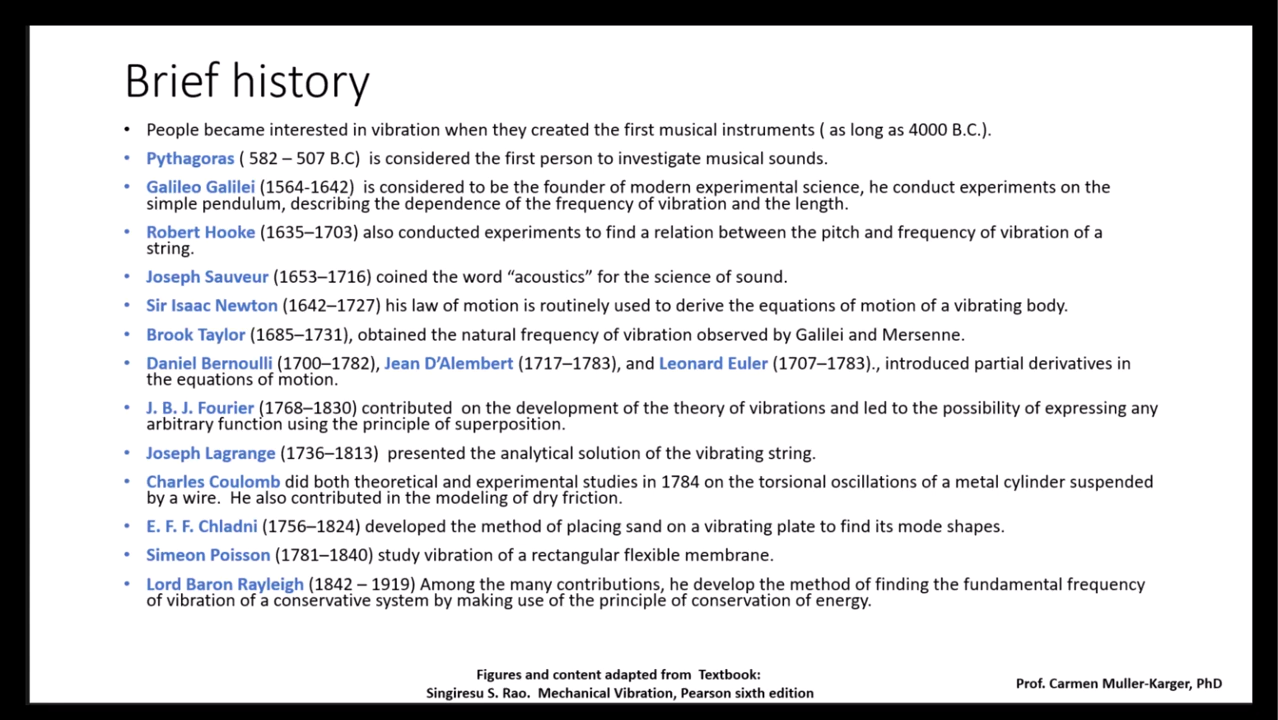 Brief history
• People became interested in vibration when they created the first musical instruments ( as long as 4000 B.C.).
• Pythagoras ( 582 – 507 B.C) is considered the first person to investigate musical sounds.
• Galileo Galilei (1564-1642) is considered to be the founder of modern experimental science, he conduct experiments on the
simple pendulum, describing the dependence of the frequency of vibration and the length.
• Robert Hooke (1635–1703) also conducted experiments to find a relation between the pitch and frequency of vibration of a
string.
• Joseph Sauveur (1653–1716) coined the word “acoustics” for the science of sound.
• Sir Isaac Newton (1642–1727) his law of motion is routinely used to derive the equations of motion of a vibrating body.
• Brook Taylor (1685–1731), obtained the natural frequency of vibration observed by Galilei and Mersenne.
• Daniel Bernoulli (1700–1782), Jean D’Alembert (1717–1783), and Leonard Euler (1707–1783)., introduced partial derivatives in
the equations of motion.
• J. B. J. Fourier (1768–1830) contributed on the development of the theory of vibrations and led to the possibility of expressing any
arbitrary function using the principle of superposition.
• Joseph Lagrange (1736–1813) presented the analytical solution of the vibrating string.
• Charles Coulomb did both theoretical and experimental studies in 1784 on the torsional oscillations of a metal cylinder suspended
by a wire. He also contributed in the modeling of dry friction.
• E. F. F. Chladni (1756–1824) developed the method of placing sand on a vibrating plate to find its mode shapes.
• Simeon Poisson (1781–1840) study vibration of a rectangular flexible membrane.
• Lord Baron Rayleigh (1842 – 1919) Among the many contributions, he develop the method of finding the fundamental frequency
of vibration of a conservative system by making use of the principle of conservation of energy.
Figures and content adapted from Textbook:
Singiresu S. Rao. Mechanical Vibration, Pearson sixth edition
Prof. Carmen Muller-Karger, PhD